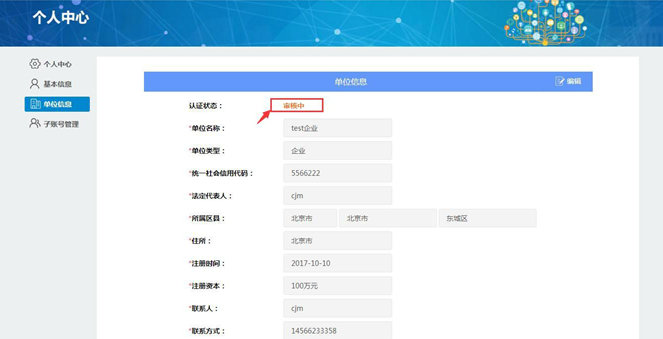 个人中心
个人中心
基本信息
单位信息
子账号管理
单位信息 编辑
认证状态： 审核中
*单位名称： test企业
*单位类型： 企业
*统一社会信用代码： 5566222
*法定代表人： cjm
*所属区县： 北京市 北京市 东城区
*住所： 北京市
*注册时间： 2017-10-10
*注册资本： 100万元
*联系人： cjm
*联系方式： 14566233358